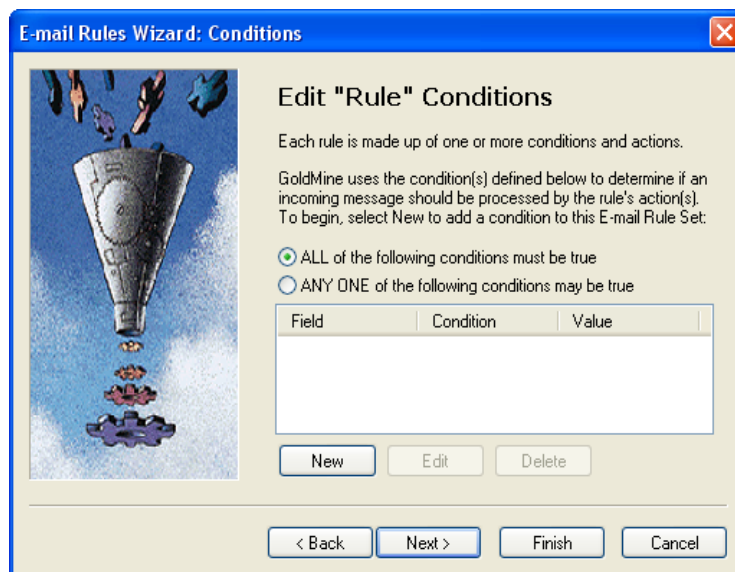 E-mail Rules Wizard: Conditions
Edit "Rule" Conditions
Each rule is made up of one or more conditions and actions.
GoldMine uses the condition(s) defined below to determine if an
incoming message should be processed by the rule's action(s).
To begin, select New to add a condition to this E-mail Rule Set:
ALL of the following conditions must be true
ANY ONE of the following conditions may be true
Field Condition Value
New Edit Delete
< Back Next > Finish Cancel